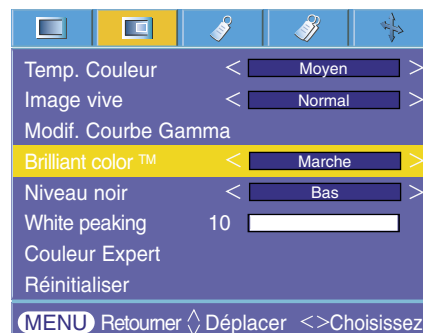 Temp. Couleur < Moyen >
Image vive < Normal >
Modif. Courbe Gamma
Brilliant color ™ < Marche >
Niveau noir < Bas >
White peaking 10
Couleur Expert
Réinitialiser
MENU Retourner Déplacer <>Choisissez